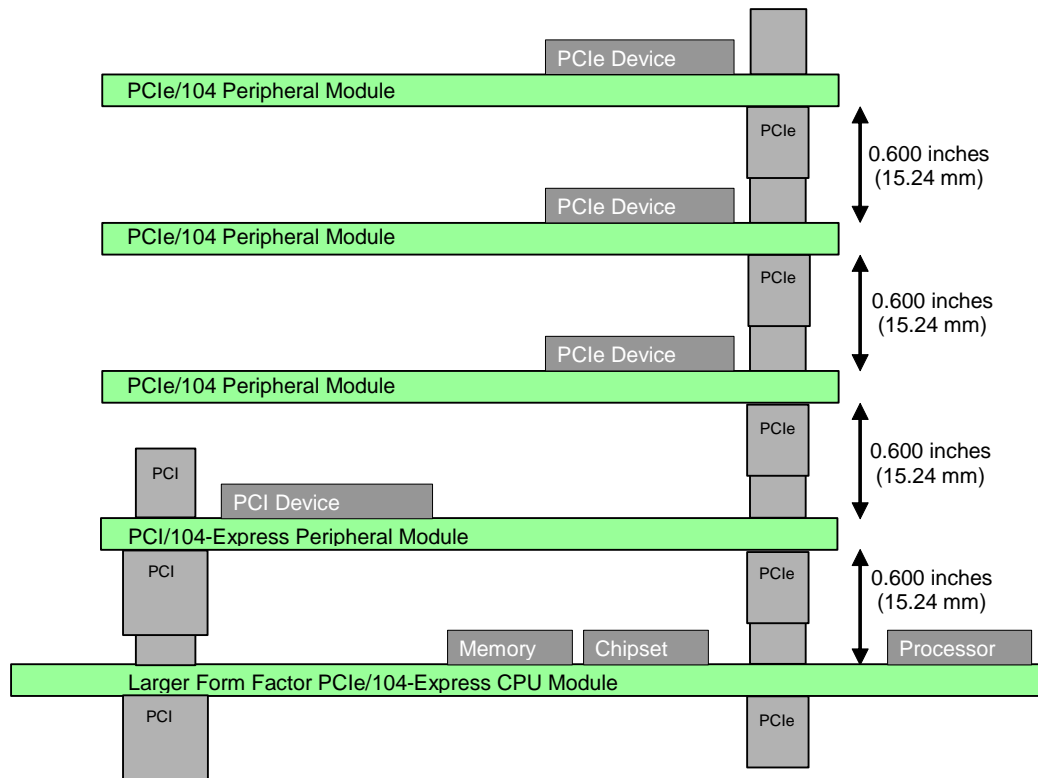 PCIe Device
PCIe/104 Peripheral Module
PCIe
0.600 inches
(15.24 mm)
PCIe Device
PCIe/104 Peripheral Module
PCIe
0.600 inches
(15.24 mm)
PCIe Device
PCIe/104 Peripheral Module
PCIe
0.600 inches
(15.24 mm)
PCI
PCI Device
PCI/104-Express Peripheral Module
PCI
PCIe
0.600 inches
(15.24 mm)
Memory
Chipset
Processor
Larger Form Factor PCIe/104-Express CPU Module
PCI
PCIe